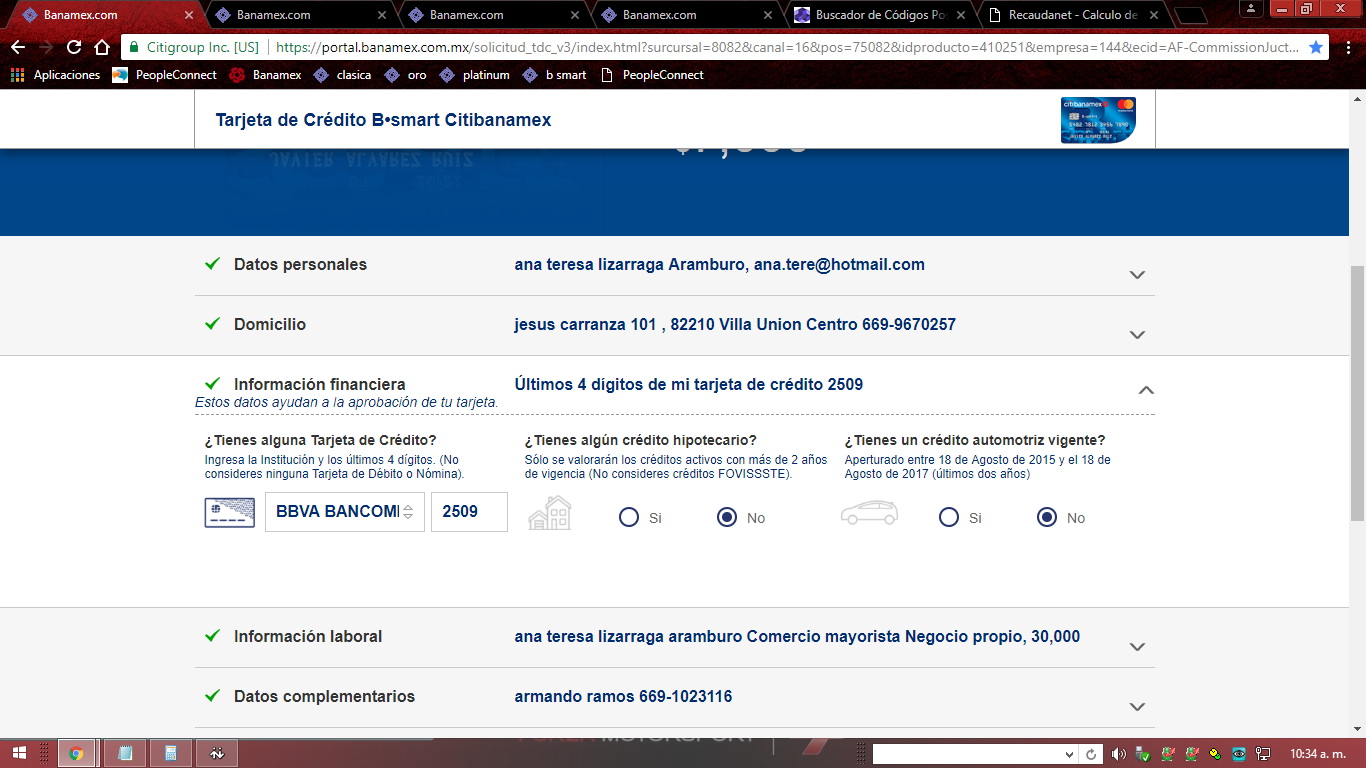 Banamex.com
Banamex.com
Banamex.com
Banamex.com
Buscador de Códigos Po
Recaudanet - Calculo de
Citigroup Inc. [US]
https://portal.banamex.com.mx/solicitud_tdc_v3/index.html?surcursal=8082&canal=16&pos=75082&idproducto=410251&empresa=144&ecid=AF-CommissionJuct...
Aplicaciones
PeopleConnect
Banamex
clasica
oro
platinum
b smart
PeopleConnect
Tarjeta de Crédito B•smart Citibanamex
citibanamex
JAVIER ALVAREZ RUIZ
Datos personales
ana teresa lizarraga Aramburo, ana.tere@hotmail.com
Domicilio
jesus carranza 101 , 82210 Villa Union Centro 669-9670257
Información financiera
Últimos 4 dígitos de mi tarjeta de crédito 2509
Estos datos ayudan a la aprobación de tu tarjeta.
¿Tienes alguna Tarjeta de Crédito?
Ingresa la Institución y los últimos 4 dígitos. (No
consideres ninguna Tarjeta de Débito o Nómina).
BBVA BANCOM
2509
¿Tienes algún crédito hipotecario?
Sólo se valorarán los créditos activos con más de 2 años
de vigencia (No consideres créditos FOVISSSTE).
Si
No
¿Tienes un crédito automotriz vigente?
Aperturado entre 18 de Agosto de 2015 y el 18 de
Agosto de 2017 (últimos dos años)
Si
No
Información laboral
ana teresa lizarraga aramburo Comercio mayorista Negocio propio, 30,000
Datos complementarios
armando ramos 669-1023116
10:34 a. m.